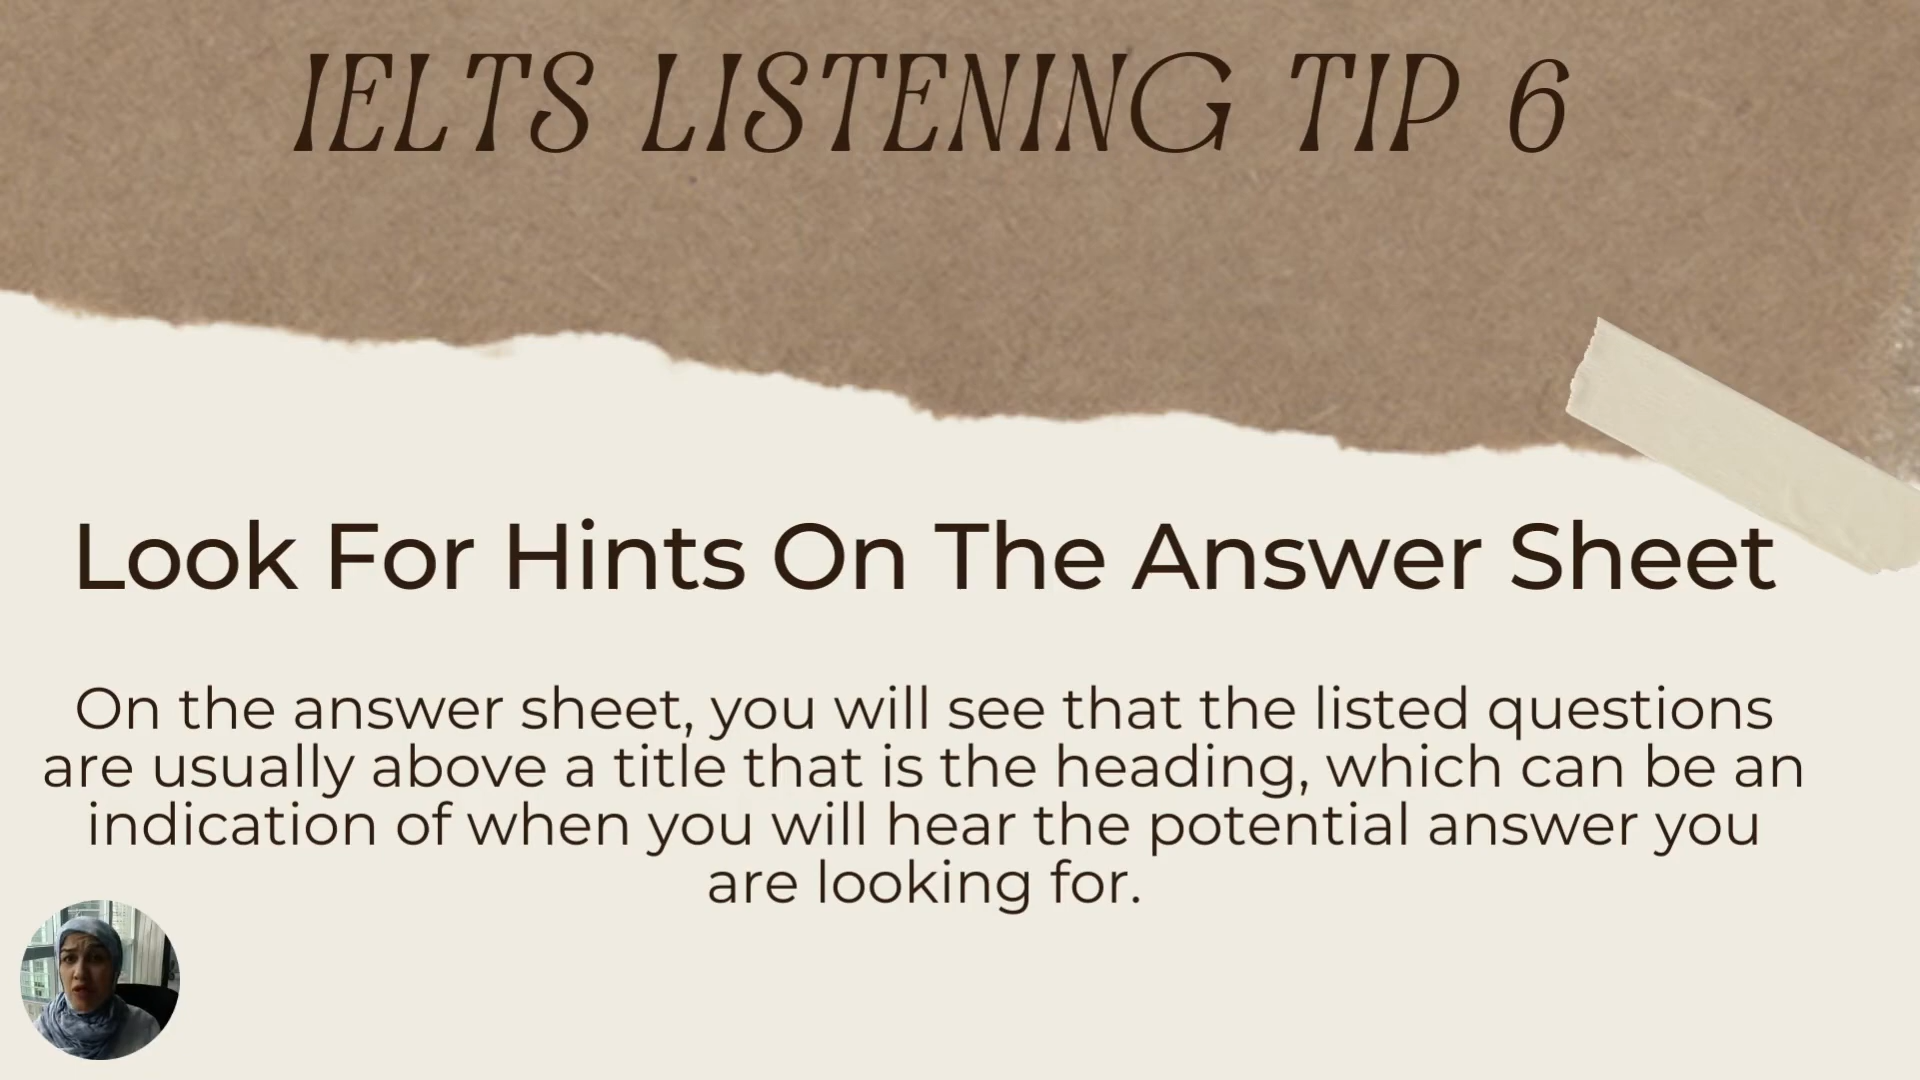 IELTS LISTENING TIP 6
Look For Hints On The Answer Sheet
On the answer sheet, you will see that the listed questions
are usually above a title that is the heading, which can be an
indication of when you will hear the potential answer you
are looking for.